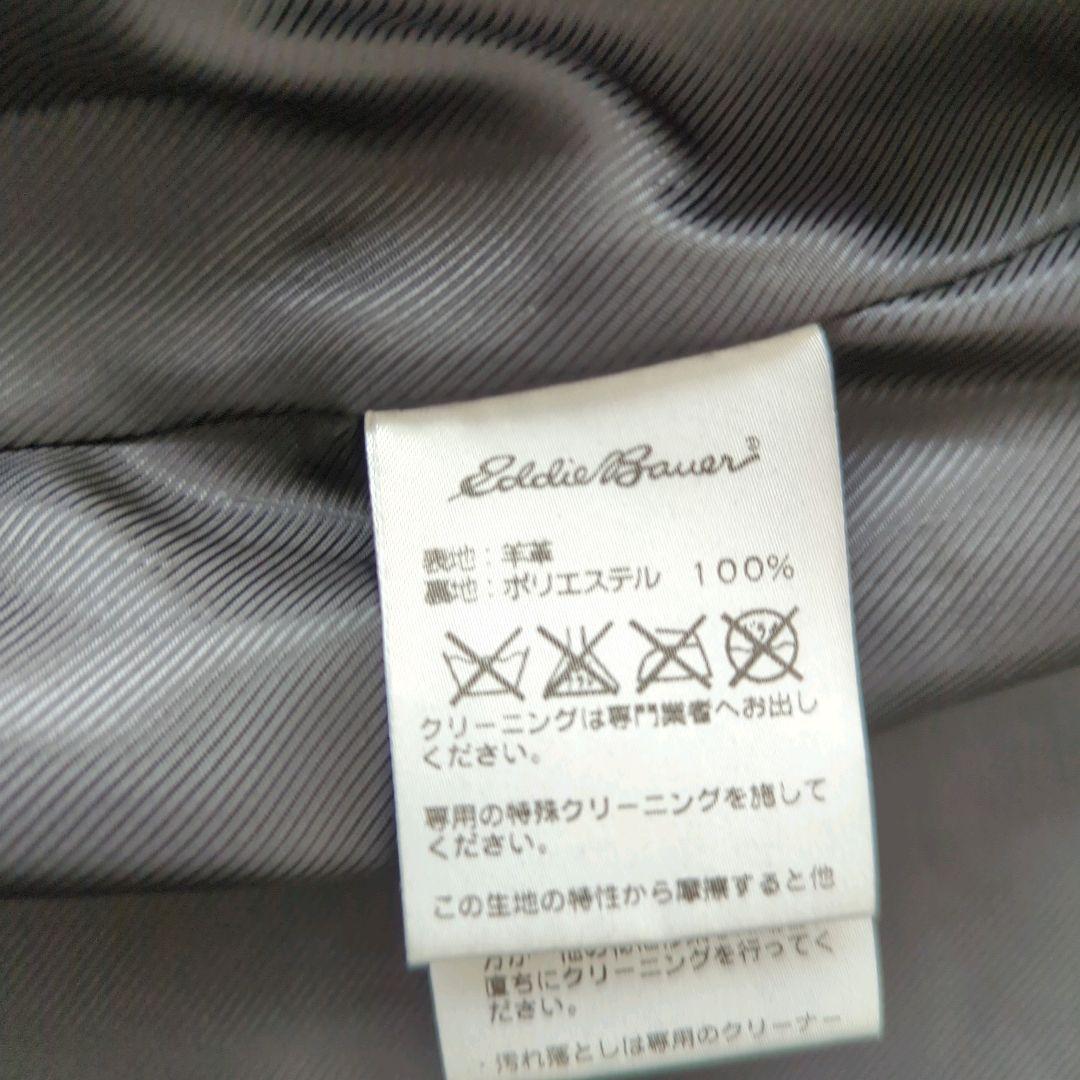 Eddie Bauer®
表地：羊革
裏地：ポリエステル 100%
クリーニングは専門業者へお出し
ください。
専用の特殊クリーニングを施して
ください。
この生地の特性から摩擦すると他
直ちにクリーニングを行ってく
ださい。
・汚れ落としは専用のクリーナー